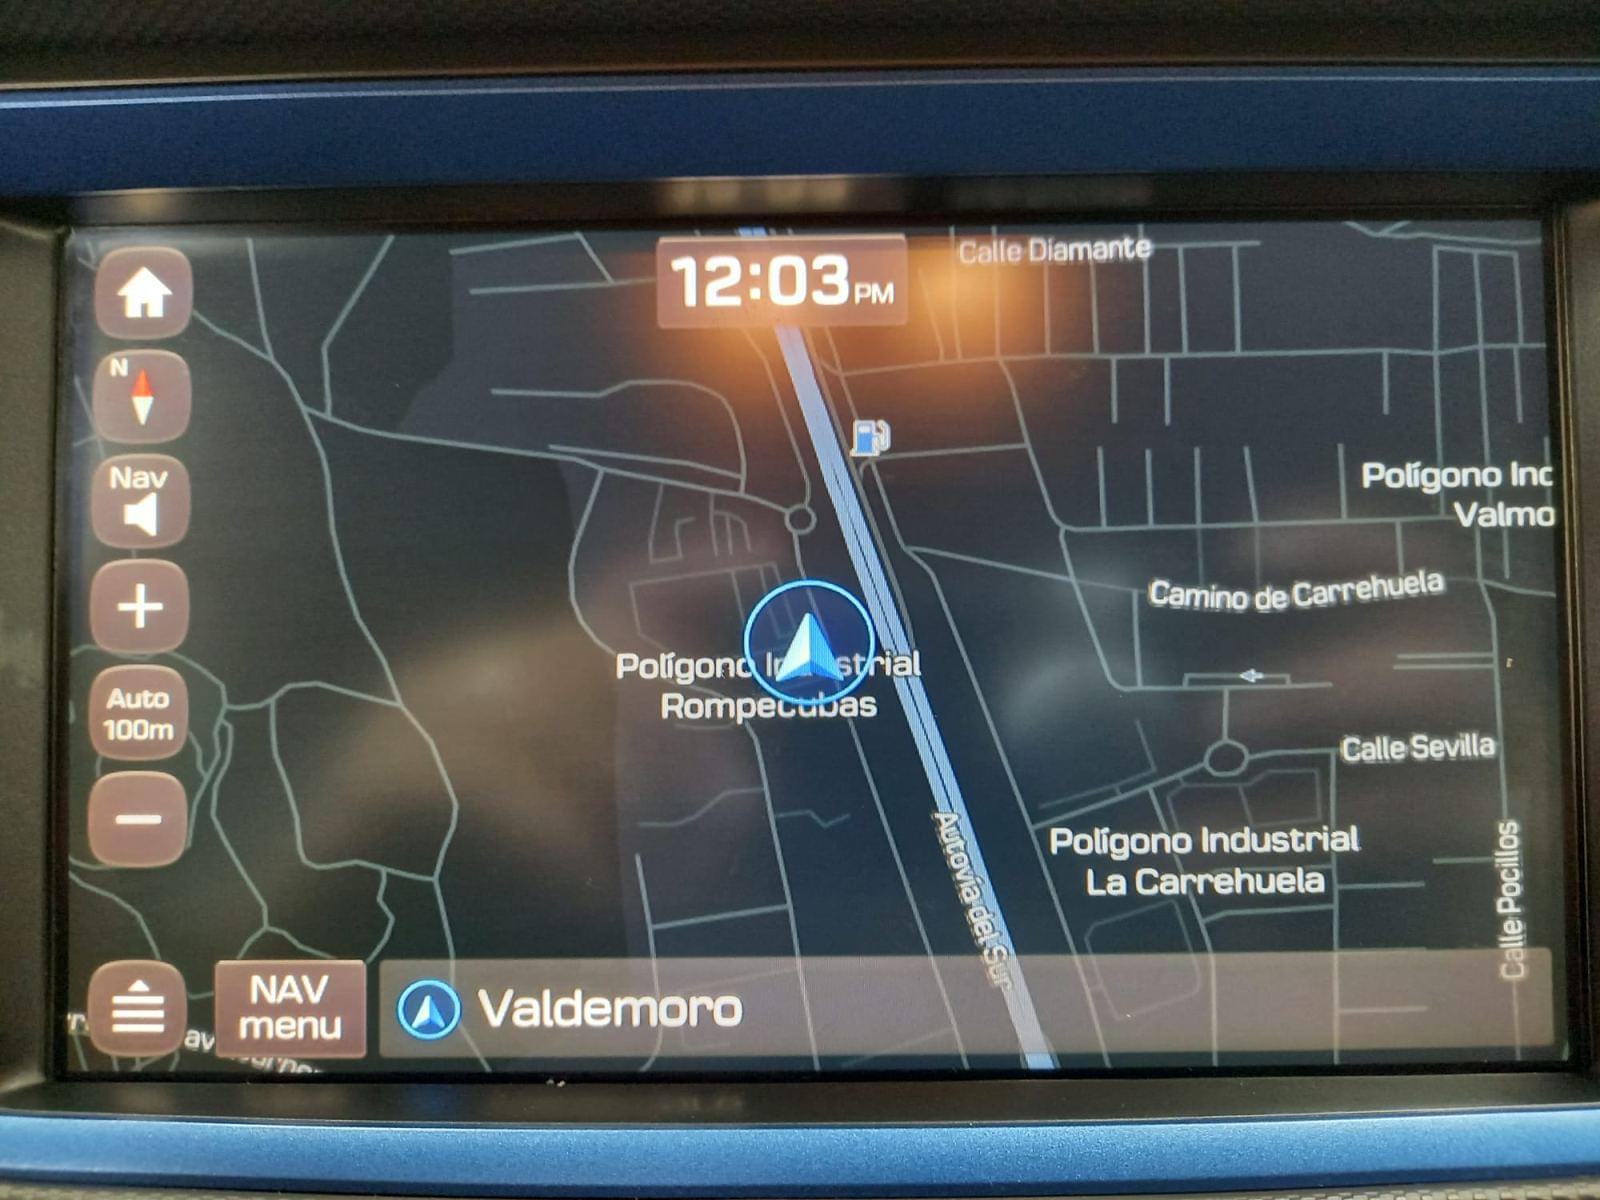 12:03 PM
Calle Diamante
N
Nav
Polígono Ind
Valmo
Camino de Carrehuela
Polígono Industrial
Rompecubas
Auto
100m
Calle Sevilla
Polígono Industrial
La Carrehuela
Autovía del Sur
Calle Pocillos
NAV
menu
Valdemoro